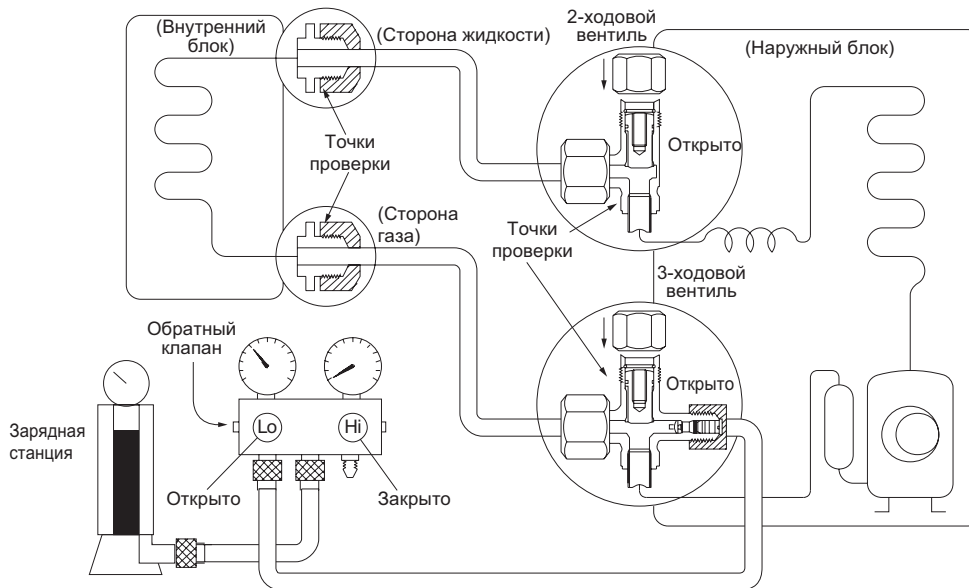 (Внутренний
блок)
(Сторона жидкости)
2-ходовой
вентиль
(Наружный блок)
Открыто
Точки
проверки
(Сторона
газа)
Точки
проверки
3-ходовой
вентиль
Обратный
клапан
Открыто
Зарядная
станция
Lo
Hi
Открыто
Закрыто